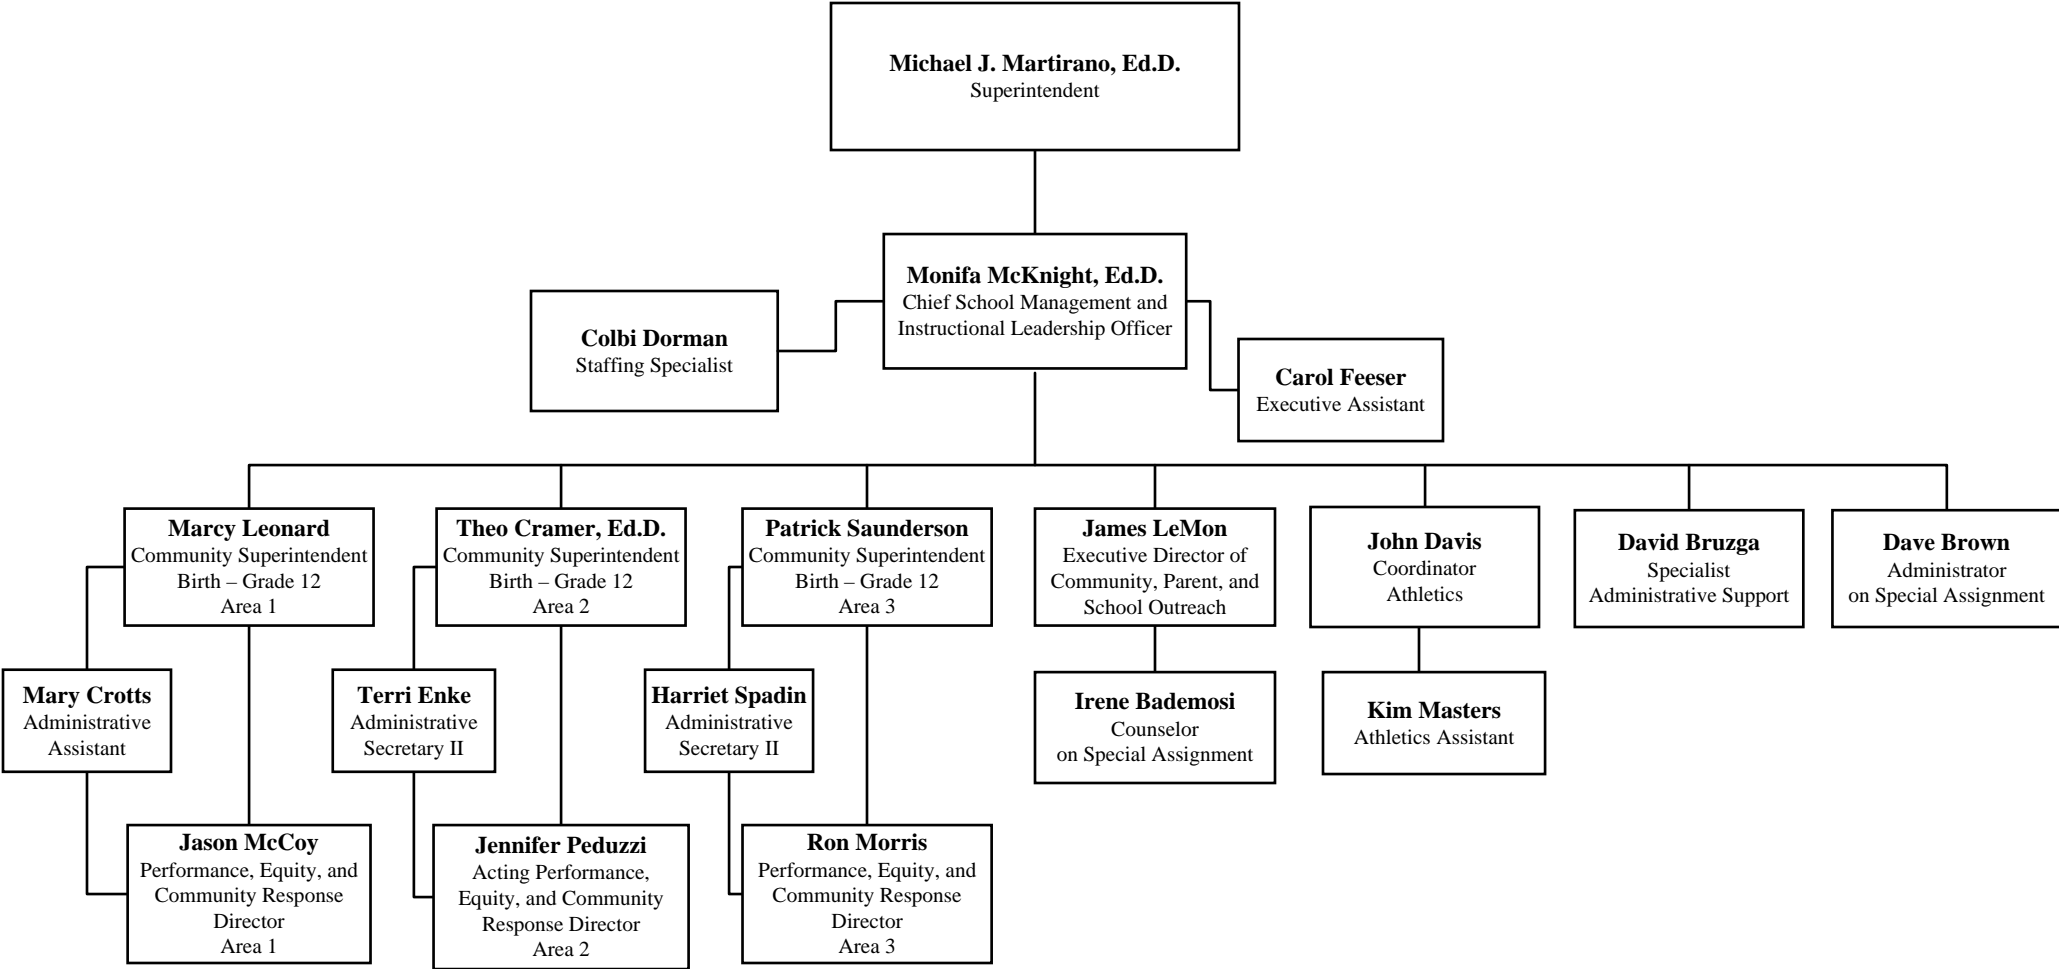 Michael J. Martirano, Ed.D.
Superintendent
Monifa McKnight, Ed.D.
Chief School Management and
Instructional Leadership Officer
Colbi Dorman
Staffing Specialist
Carol Feeser
Executive Assistant
Marcy Leonard
Community Superintendent
Birth – Grade 12
Area 1
Theo Cramer, Ed.D.
Community Superintendent
Birth – Grade 12
Area 2
Patrick Saunderson
Community Superintendent
Birth – Grade 12
Area 3
James LeMon
Executive Director of
Community, Parent, and
School Outreach
John Davis
Coordinator
Athletics
David Bruzga
Specialist
Administrative Support
Dave Brown
Administrator
on Special Assignment
Mary Crotts
Administrative
Assistant
Terri Enke
Administrative
Secretary II
Harriet Spadin
Administrative
Secretary II
Irene Bademosi
Counselor
on Special Assignment
Kim Masters
Athletics Assistant
Jason McCoy
Performance, Equity, and
Community Response
Director
Area 1
Jennifer Peduzzi
Acting Performance,
Equity, and Community
Response Director
Area 2
Ron Morris
Performance, Equity, and
Community Response
Director
Area 3